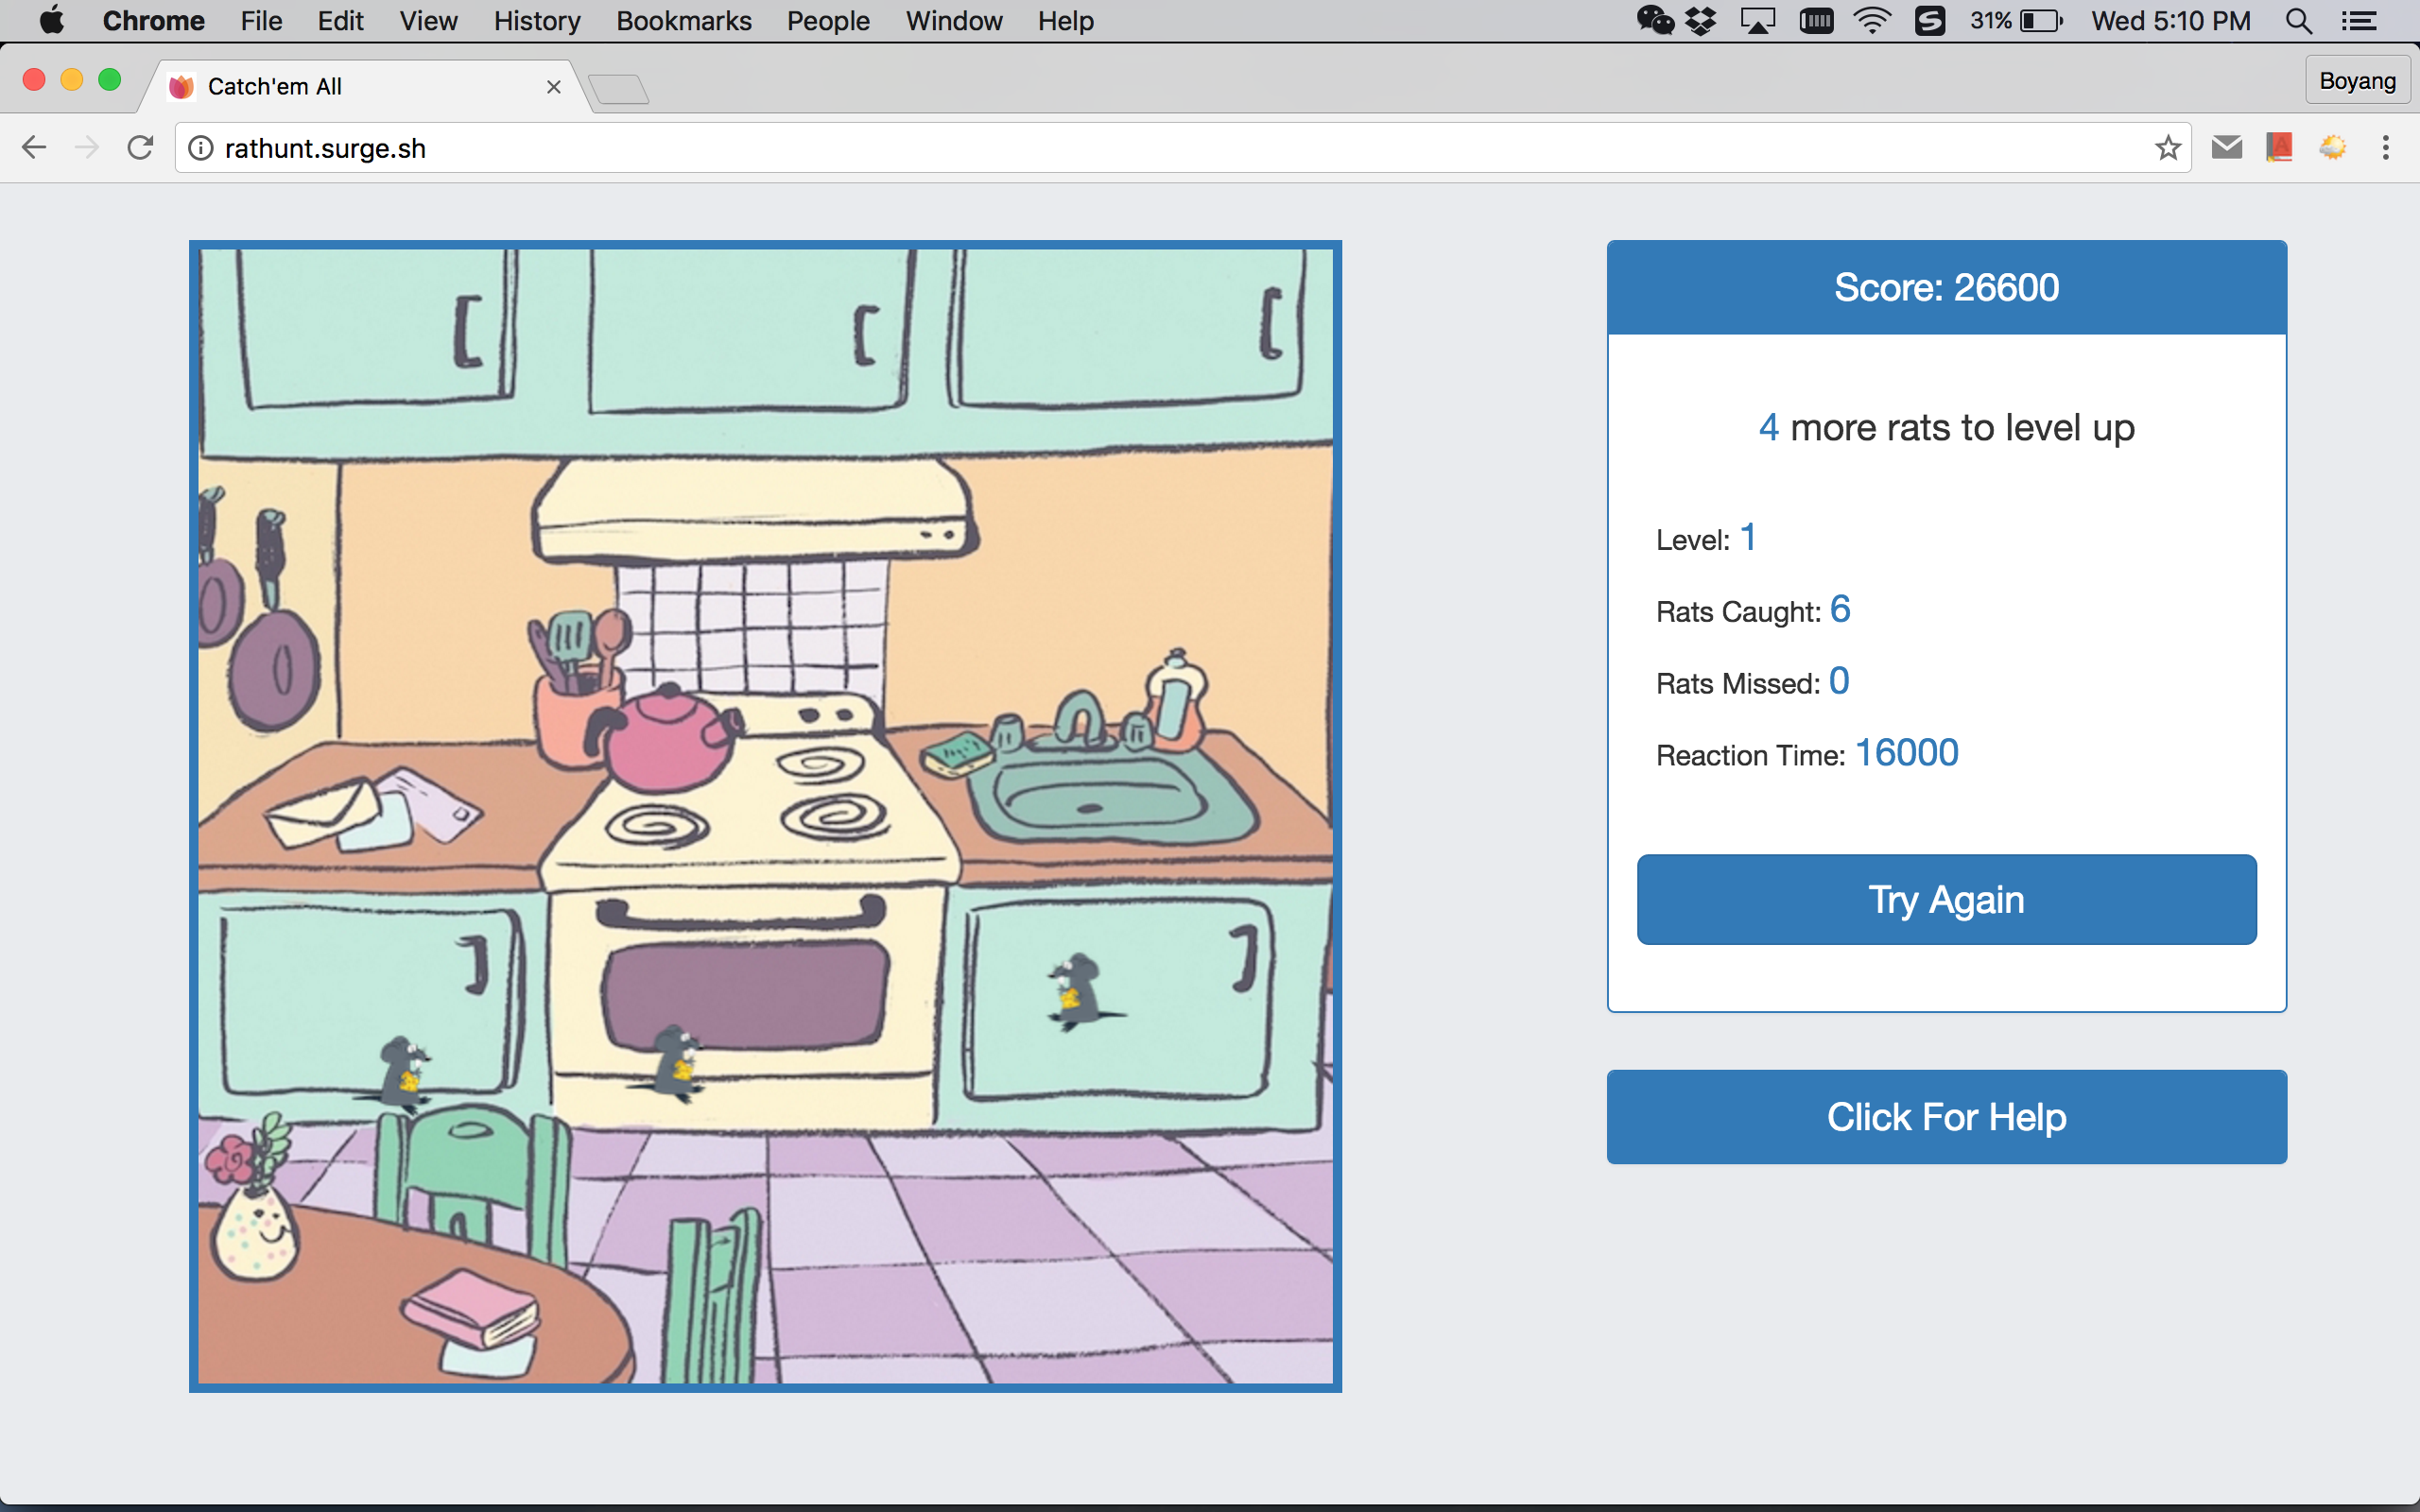 Chrome File Edit View History Bookmarks People Window Help 31% Wed 5:10 PM
Catch'em All
Boyang
rathunt.surge.sh
Score: 26600
4 more rats to level up
Level: 1
Rats Caught: 6
Rats Missed: 0
Reaction Time: 16000
Try Again
Click For Help